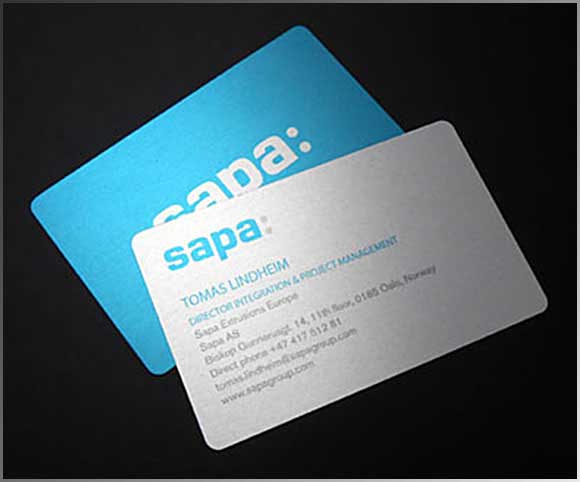 sapa:
sapa:
TOMAS LINDHEIM
DIRECTOR INTEGRATION & PROJECT MANAGEMENT
Sapa Extrusions Europe
Sapa AS
Biskop Gunnerusgt. 14, 11th floor, 0185 Oslo, Norway
Direct phone +47 417 512 81
tomas.lindheim@sapagroup.com
www.sapagroup.com